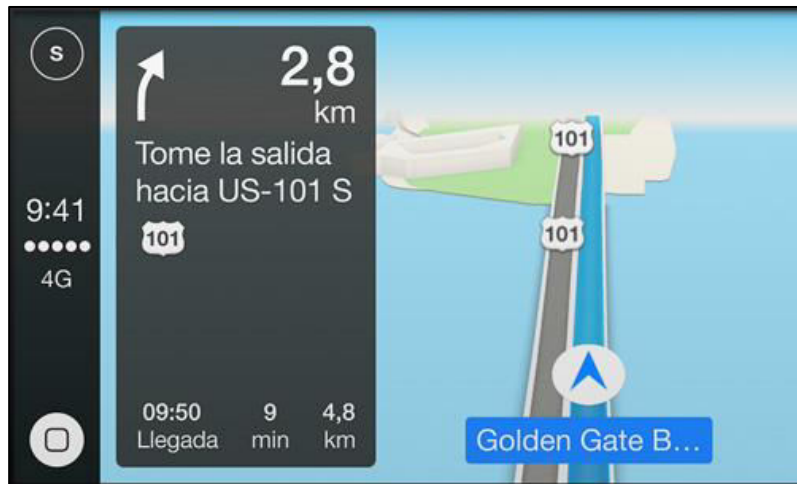 S
9:41
4G
2,8
km
Tome la salida
hacia US-101 S
101
09:50 9 4,8
Llegada min km
101
101
Golden Gate B...